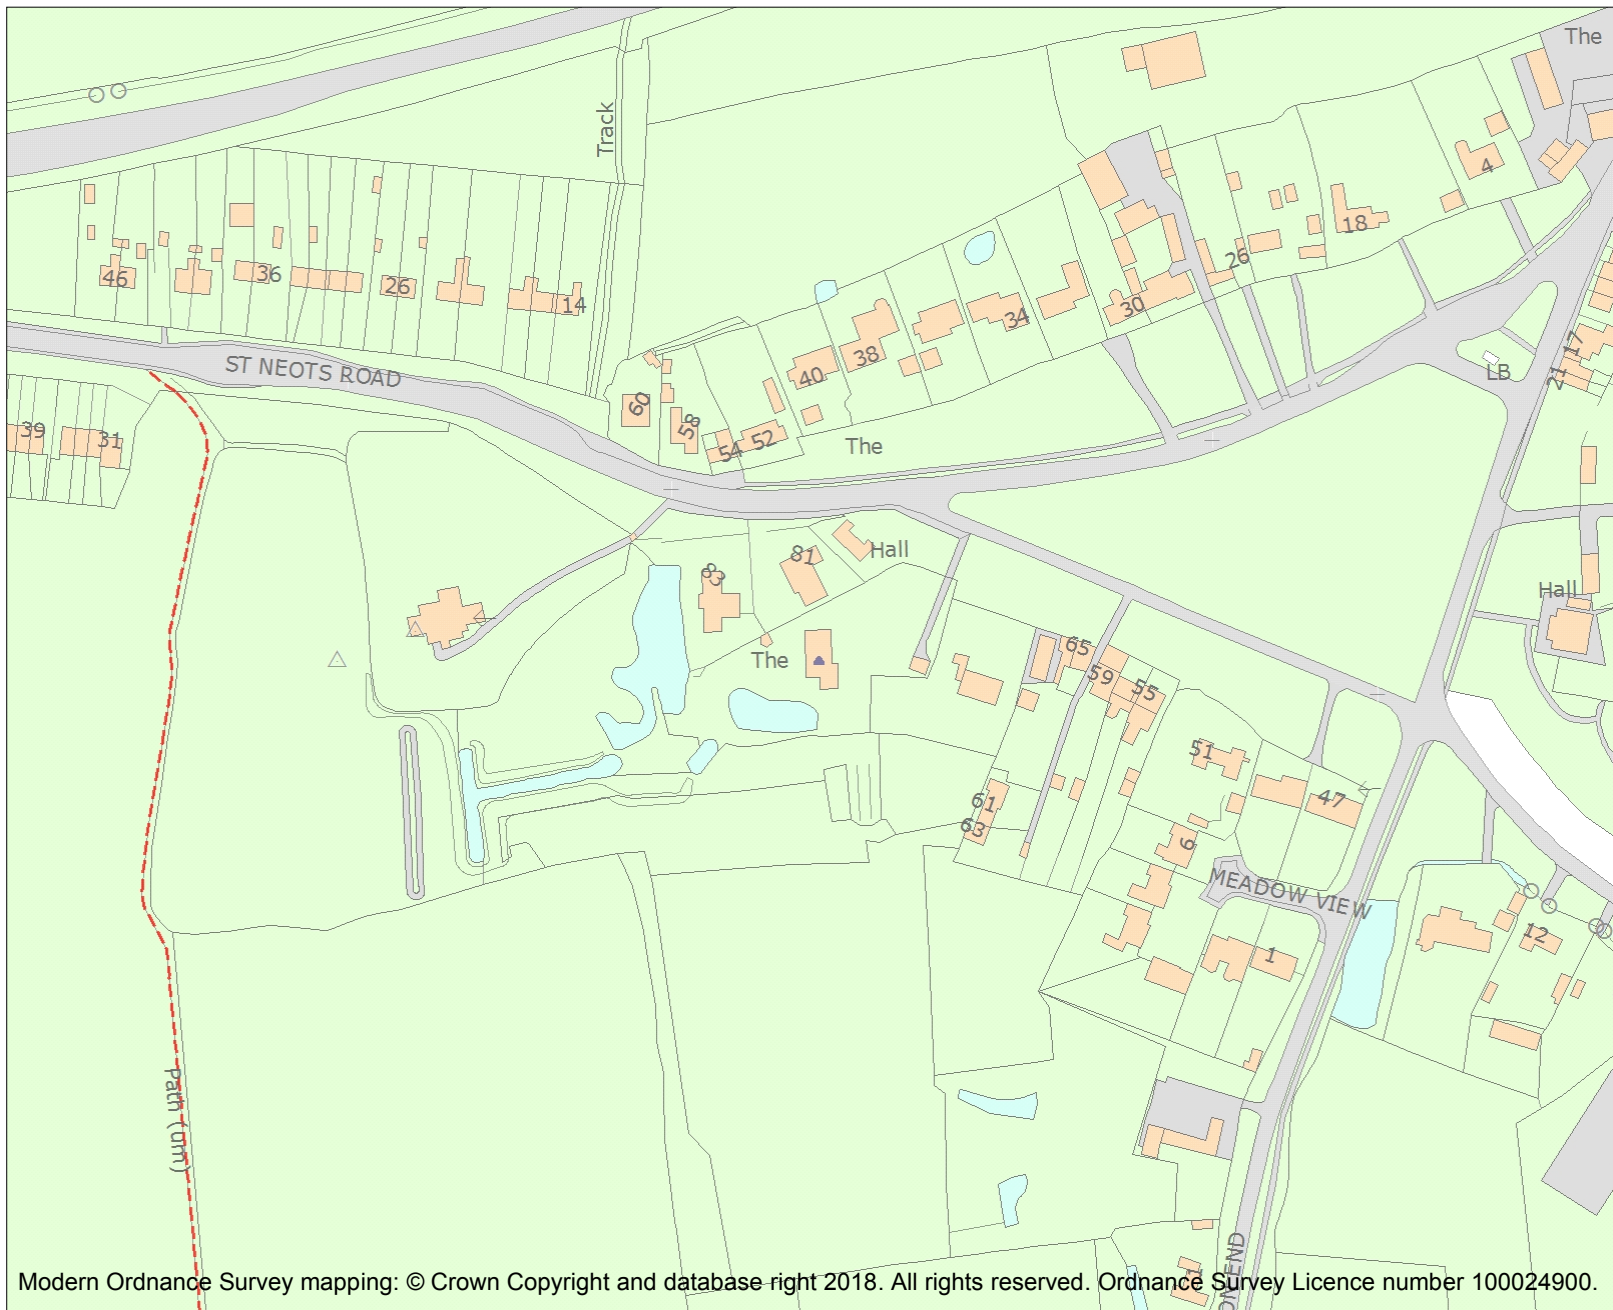 The
Track
4
18
26
46
36
26
14
30
34
38
40
17
21
LB
ST NEOTS ROAD
60
58
54
52
39
31
The
81
Hall
83
Hall
65
59
55
The
51
61
63
47
6
MEADOW VIEW
12
1
Path (um)
Modern Ordnance Survey mapping: © Crown Copyright and database right 2018. All rights reserved. Ordnance Survey Licence number 100024900.